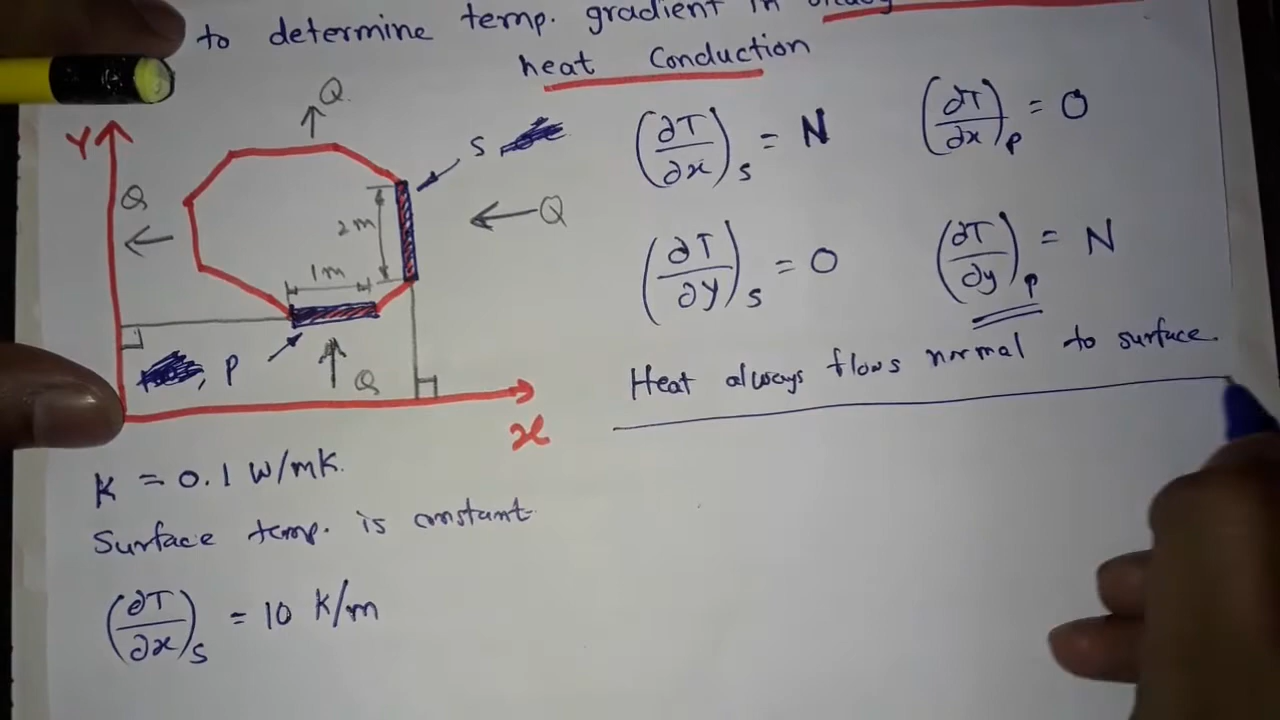 to determine temp. gradient in
heat Conduction
Y
Q
Q
S
2m
← Q
1m
, P
↑ Q
x
(∂T/∂x)s = N
(∂T/∂x)p = 0
(∂T/∂y)s = 0
(∂T/∂y)p = N
Heat always flows normal to surface.
K = 0.1 W/mK.
Surface temp. is constant.
(∂T/∂x)s = 10 K/m